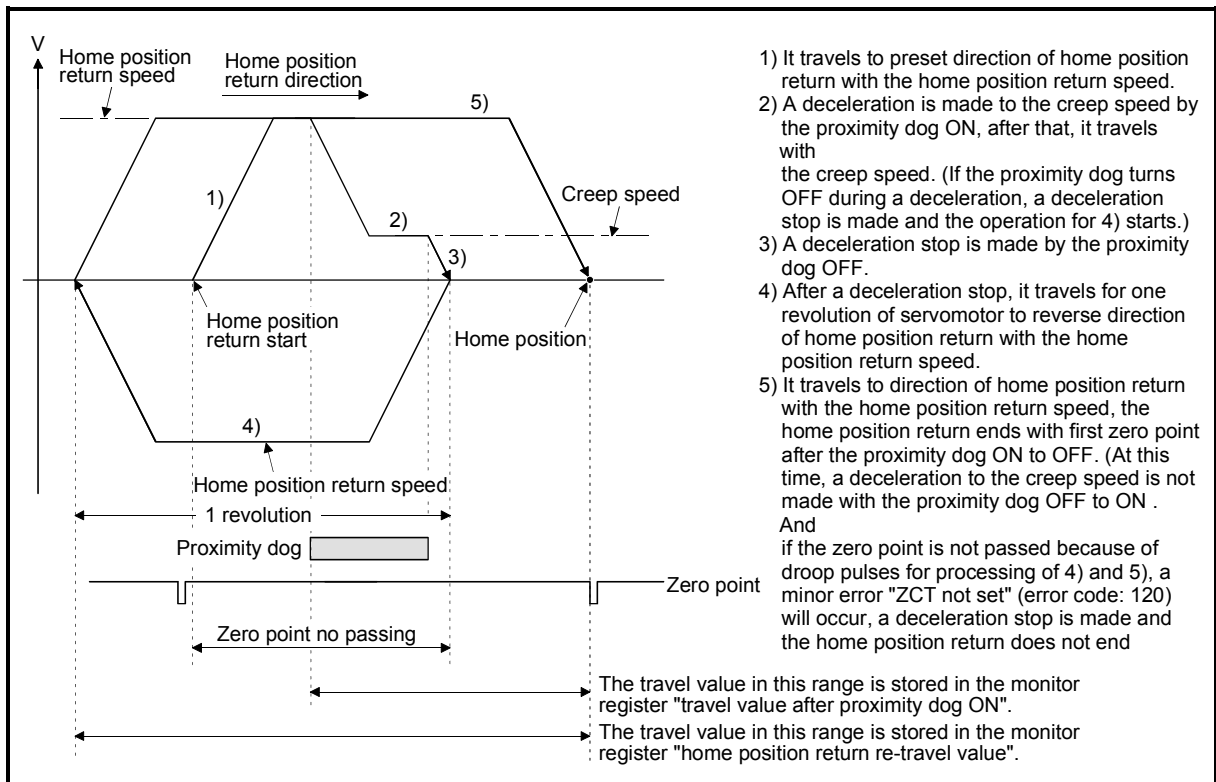 V
Home position
return speed
Home position
return direction
5)
1)
2)
Creep speed
3)
Home position
return start
Home position
4)
Home position return speed
1 revolution
Proximity dog
Zero point
Zero point no passing
The travel value in this range is stored in the monitor
register "travel value after proximity dog ON".
The travel value in this range is stored in the monitor
register "home position return re-travel value".
1) It travels to preset direction of home position
return with the home position return speed.
2) A deceleration is made to the creep speed by
the proximity dog ON, after that, it travels
with
the creep speed. (If the proximity dog turns
OFF during a deceleration, a deceleration
stop is made and the operation for 4) starts.)
3) A deceleration stop is made by the proximity
dog OFF.
4) After a deceleration stop, it travels for one
revolution of servomotor to reverse direction
of home position return with the home
position return speed.
5) It travels to direction of home position return
with the home position return speed, the
home position return ends with first zero point
after the proximity dog ON to OFF. (At this
time, a deceleration to the creep speed is not
made with the proximity dog OFF to ON .
And
if the zero point is not passed because of
droop pulses for processing of 4) and 5), a
minor error "ZCT not set" (error code: 120)
will occur, a deceleration stop is made and
the home position return does not end